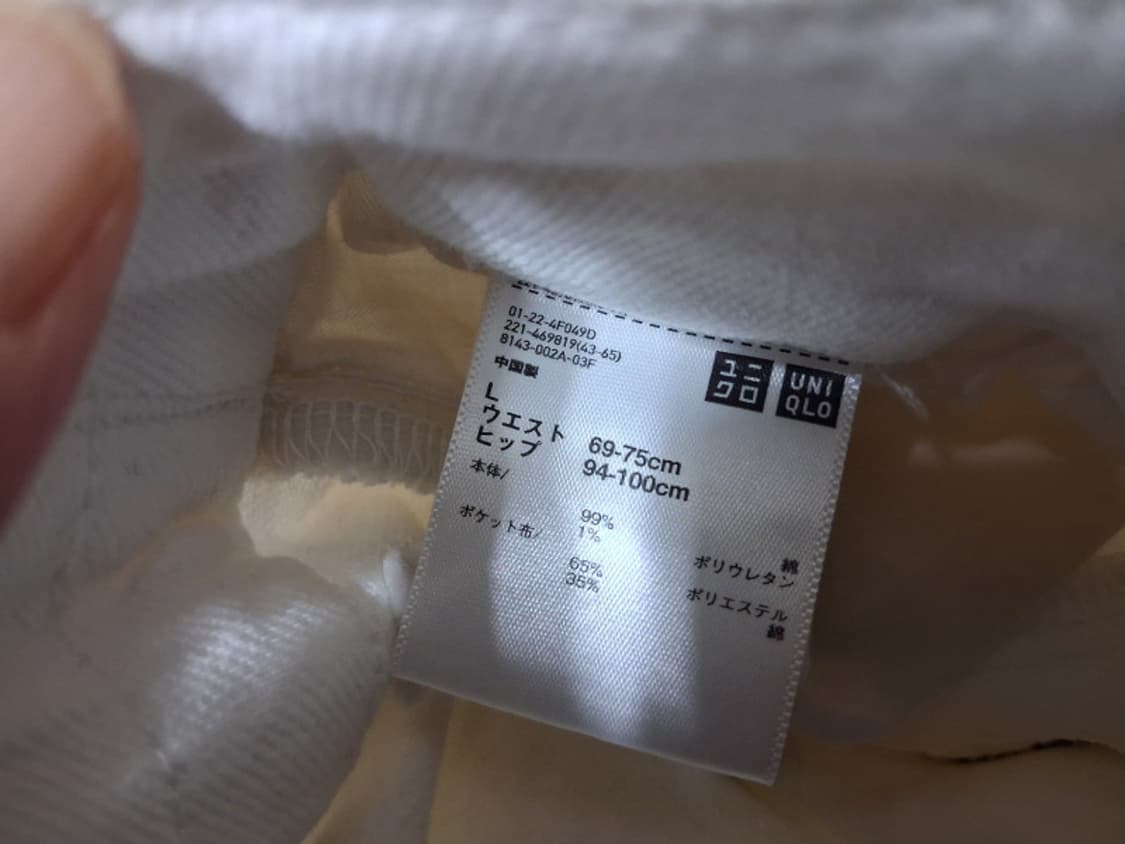 01-22-4F049D
221-469819(43-65)
8143-002A-03F
中国製
ユニ
クロ
UNI
QLO
L
ウエスト 69-75cm
ヒップ 94-100cm
本体/
99% 綿
1% ポリウレタン
ポケット布/
65% ポリエステル
35% 綿